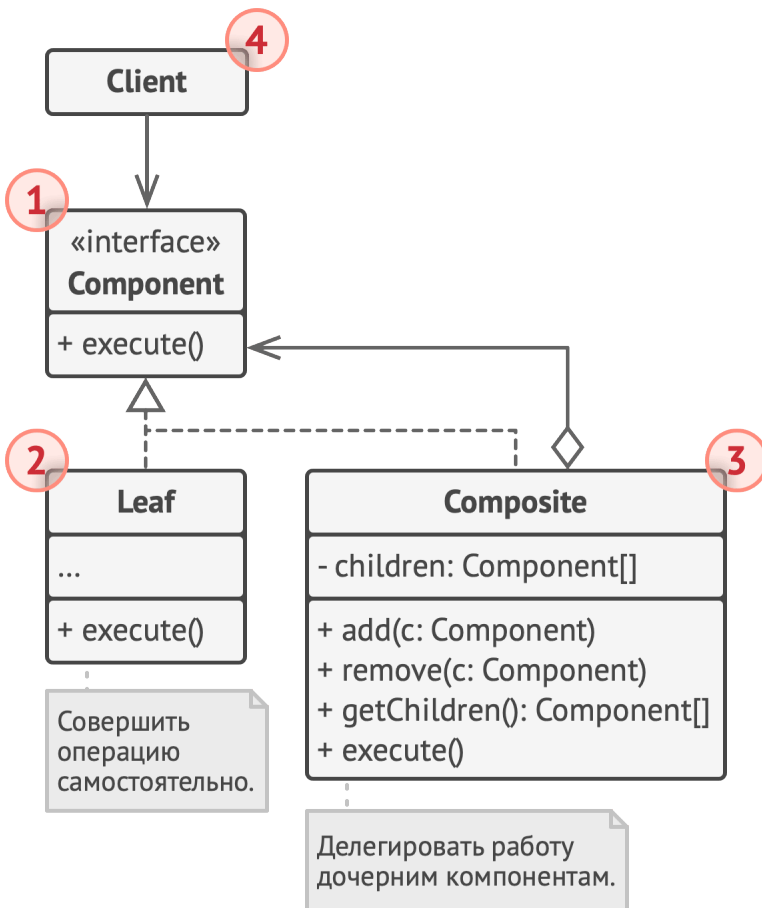 4
Client
1
«interface»
Component
+ execute()
2
Leaf
...
+ execute()
Совершить
операцию
самостоятельно.
3
Composite
- children: Component[]
+ add(c: Component)
+ remove(c: Component)
+ getChildren(): Component[]
+ execute()
Делегировать работу
дочерним компонентам.